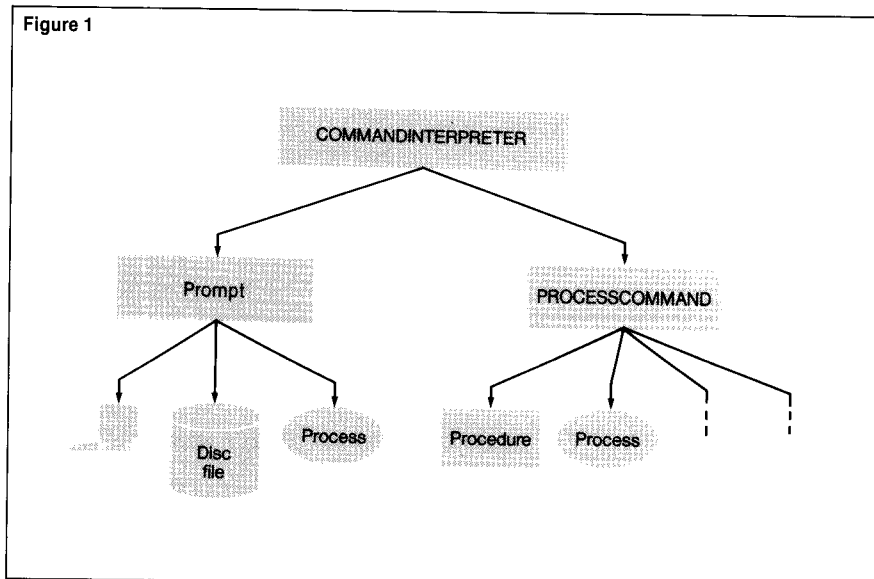 Figure 1
COMMANDINTERPRETER
Prompt
PROCESSCOMMAND
Disc
file
Process
Procedure
Process